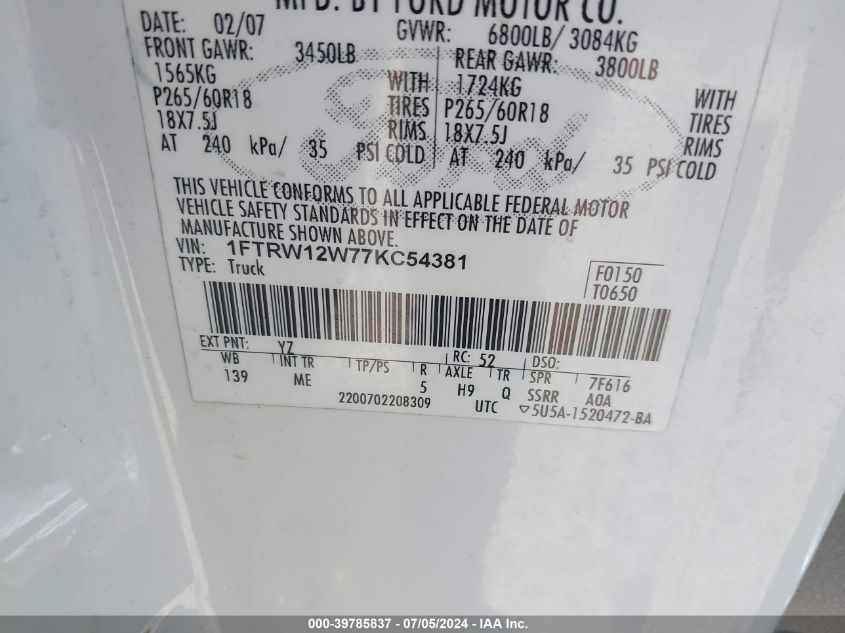 MFD. BY FORD MOTOR CO.
DATE: 02/07 GVWR: 6800LB/ 3084KG
FRONT GAWR: 3450LB REAR GAWR: 3800LB
1565KG WITH 1724KG WITH
P265/60R18 TIRES P265/60R18 TIRES
18X7.5J RIMS 18X7.5J RIMS
AT 240 kPa/ 35 PSI COLD AT 240 kPa/ 35 PSI COLD
THIS VEHICLE CONFORMS TO ALL APPLICABLE FEDERAL MOTOR
VEHICLE SAFETY STANDARDS IN EFFECT ON THE DATE OF
MANUFACTURE SHOWN ABOVE.
VIN: 1FTRW12W77KC54381
TYPE: Truck F0150
T0650
EXT PNT: YZ RC: 52 DSO:
WB INT TR TP/PS R AXLE TR SPR 7F616
139 ME 5 H9 Q SSRR A0A
2200702208309 UTC ▽5U5A-1520472-BA
000-39785837 - 07/05/2024 - IAA Inc.